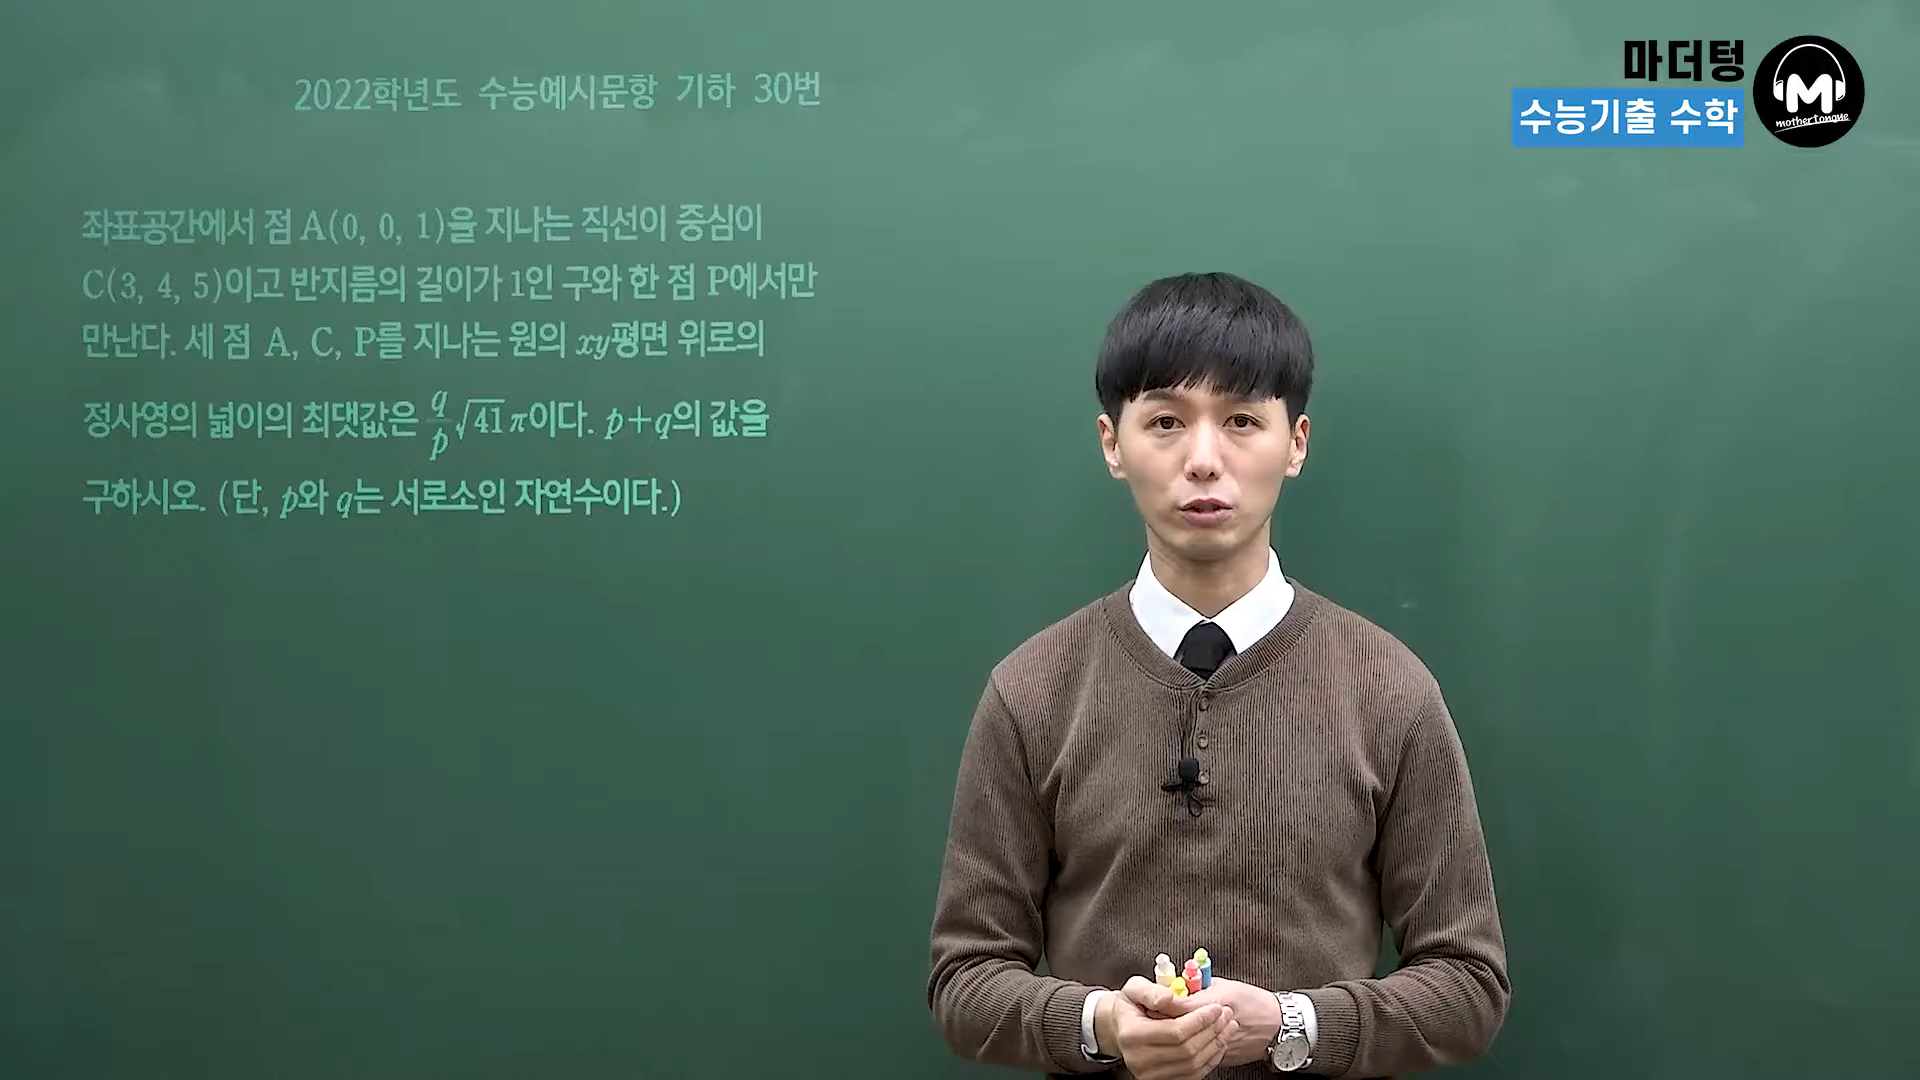 2022학년도 수능예시문항 기하 30번
마더텅
수능기출 수학
M
mothertongue
좌표공간에서 점 A(0, 0, 1)을 지나는 직선이 중심이
C(3, 4, 5)이고 반지름의 길이가 1인 구와 한 점 P에서만
만난다. 세 점 A, C, P를 지나는 원의 xy평면 위로의
정사영의 넓이의 최댓값은 q/p √41 π이다. p+q의 값을
구하시오. (단, p와 q는 서로소인 자연수이다.)